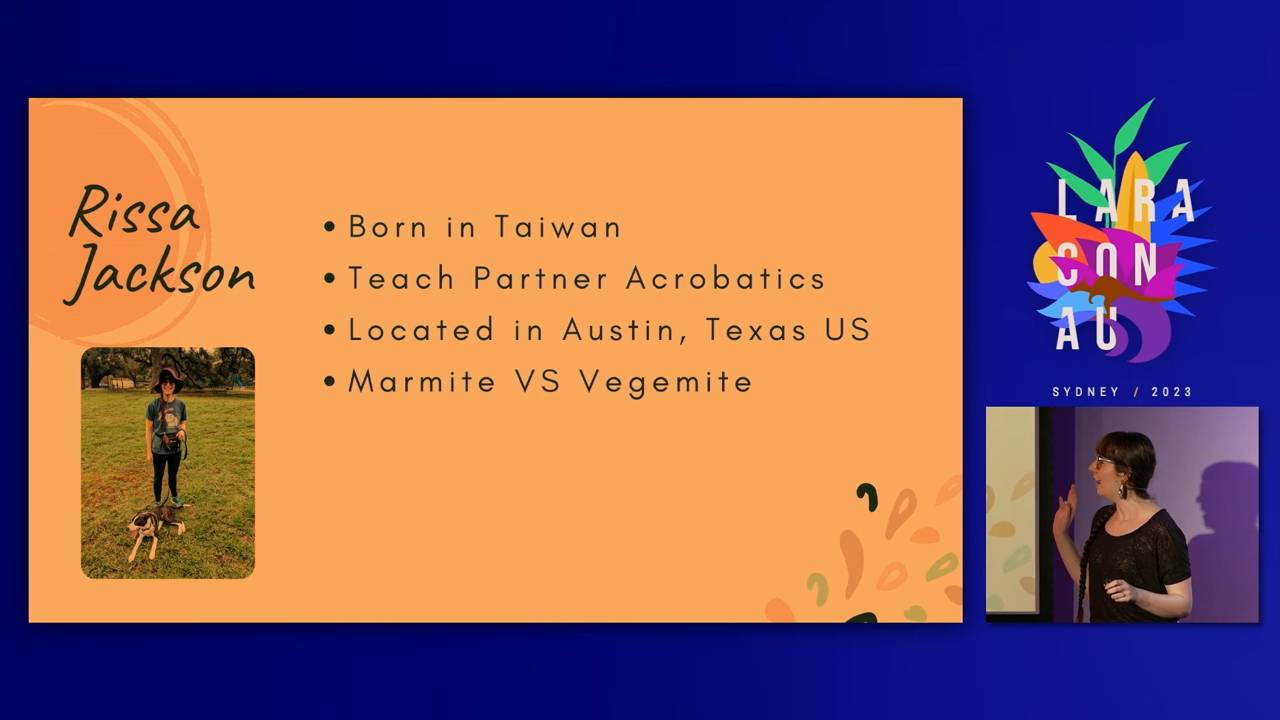 Rissa
Jackson
• Born in Taiwan
• Teach Partner Acrobatics
• Located in Austin, Texas US
• Marmite VS Vegemite
LARA
CON
AU
SYDNEY / 2023